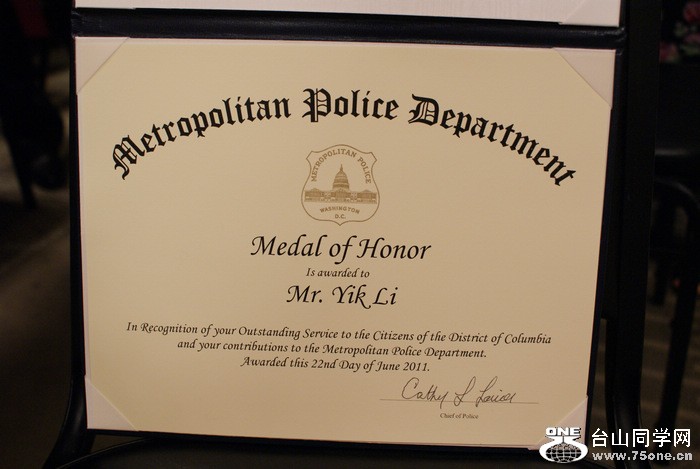 Metropolitan Police Department
METROPOLITAN POLICE
WASHINGTON
D.C.
Medal of Honor
Is awarded to
Mr. Yik Li
In Recognition of your Outstanding Service to the Citizens of the District of Columbia
and your contributions to the Metropolitan Police Department.
Awarded this 22nd Day of June 2011.
Cathy L Lanier
Chief of Police
ONE 台山同学网
www.75one.cn